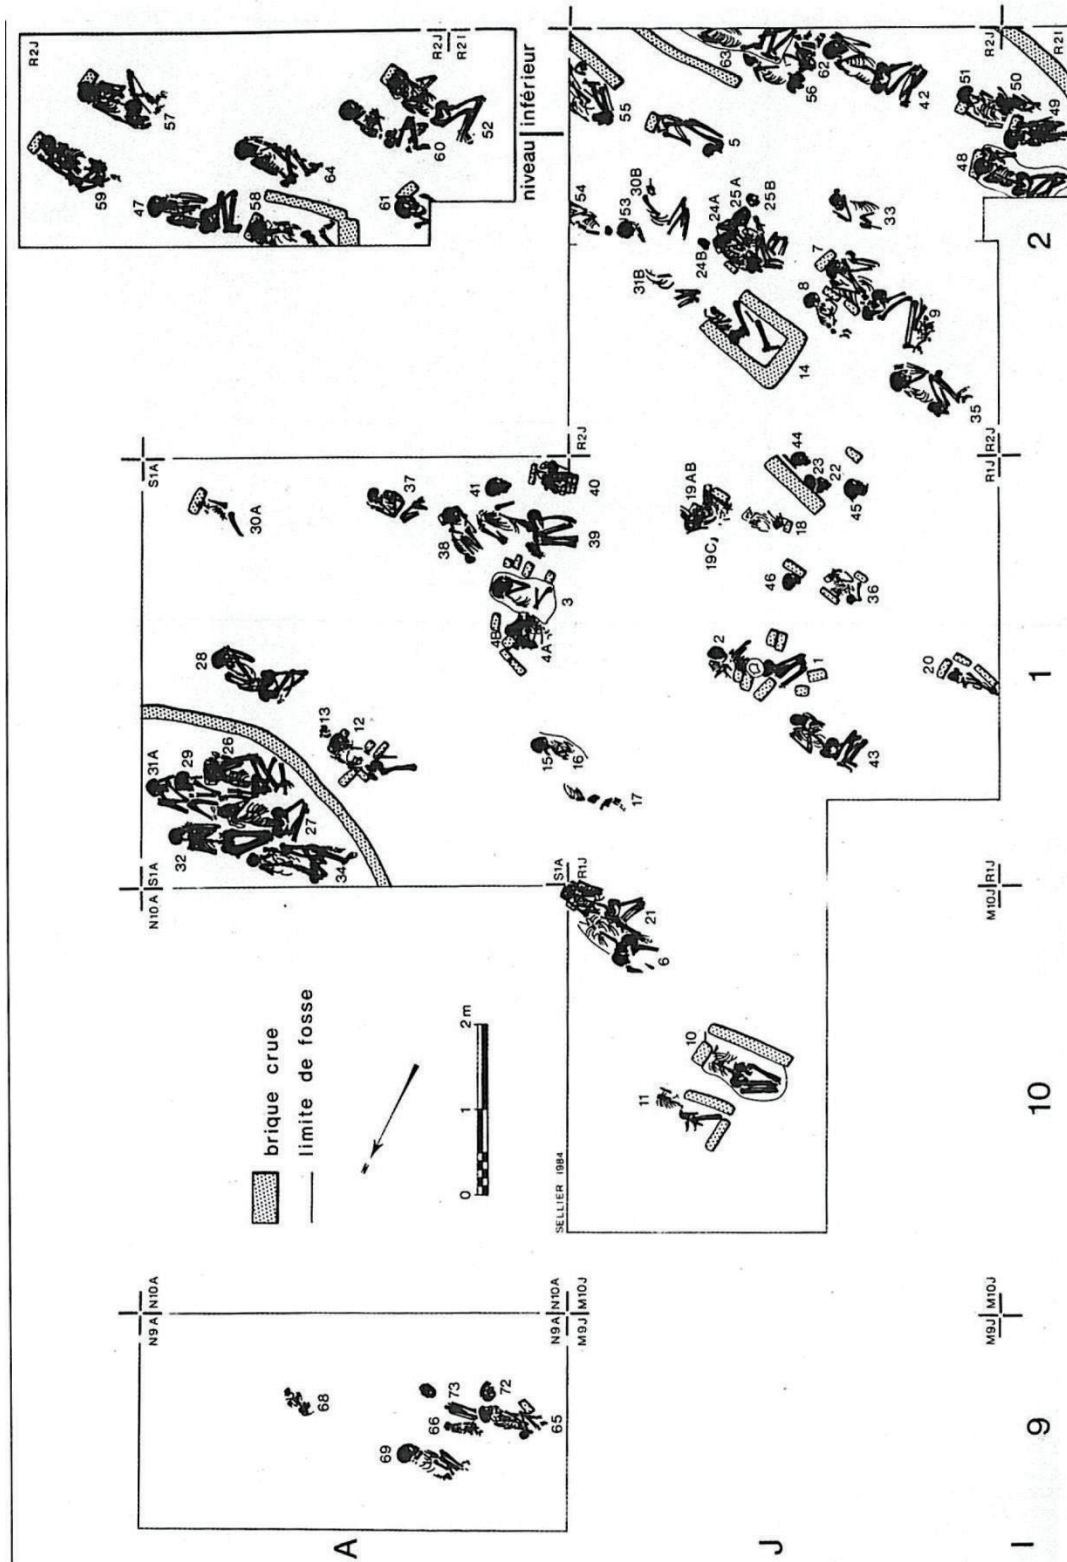 S1A
N10A
S1A
N9A
N10A
R2J
R2J
R2I
niveau inférieur
59
57
47
64
58
60
52
61
30A
28
31A
29
26
32
27
34
13
12
37
38
41
39
40
3
4B
4A
15
16
17
brique crue
limite de fosse
0
1
2 m
68
69
66
73
72
65
A
N9A
M9J
N10A
M10J
S1A
R1J
R2J
SELLIER 1984
21
6
11
10
55
63
56
62
42
5
54
53
30B
31B
24A
25A
25B
24B
33
7
8
9
14
35
51
50
49
48
19AB
19C
18
44
23
22
45
46
36
2
1
43
20
J
M9J
M10J
M10J
R1J
R1J
R2J
R2J
R2I
I
9
10
1
2